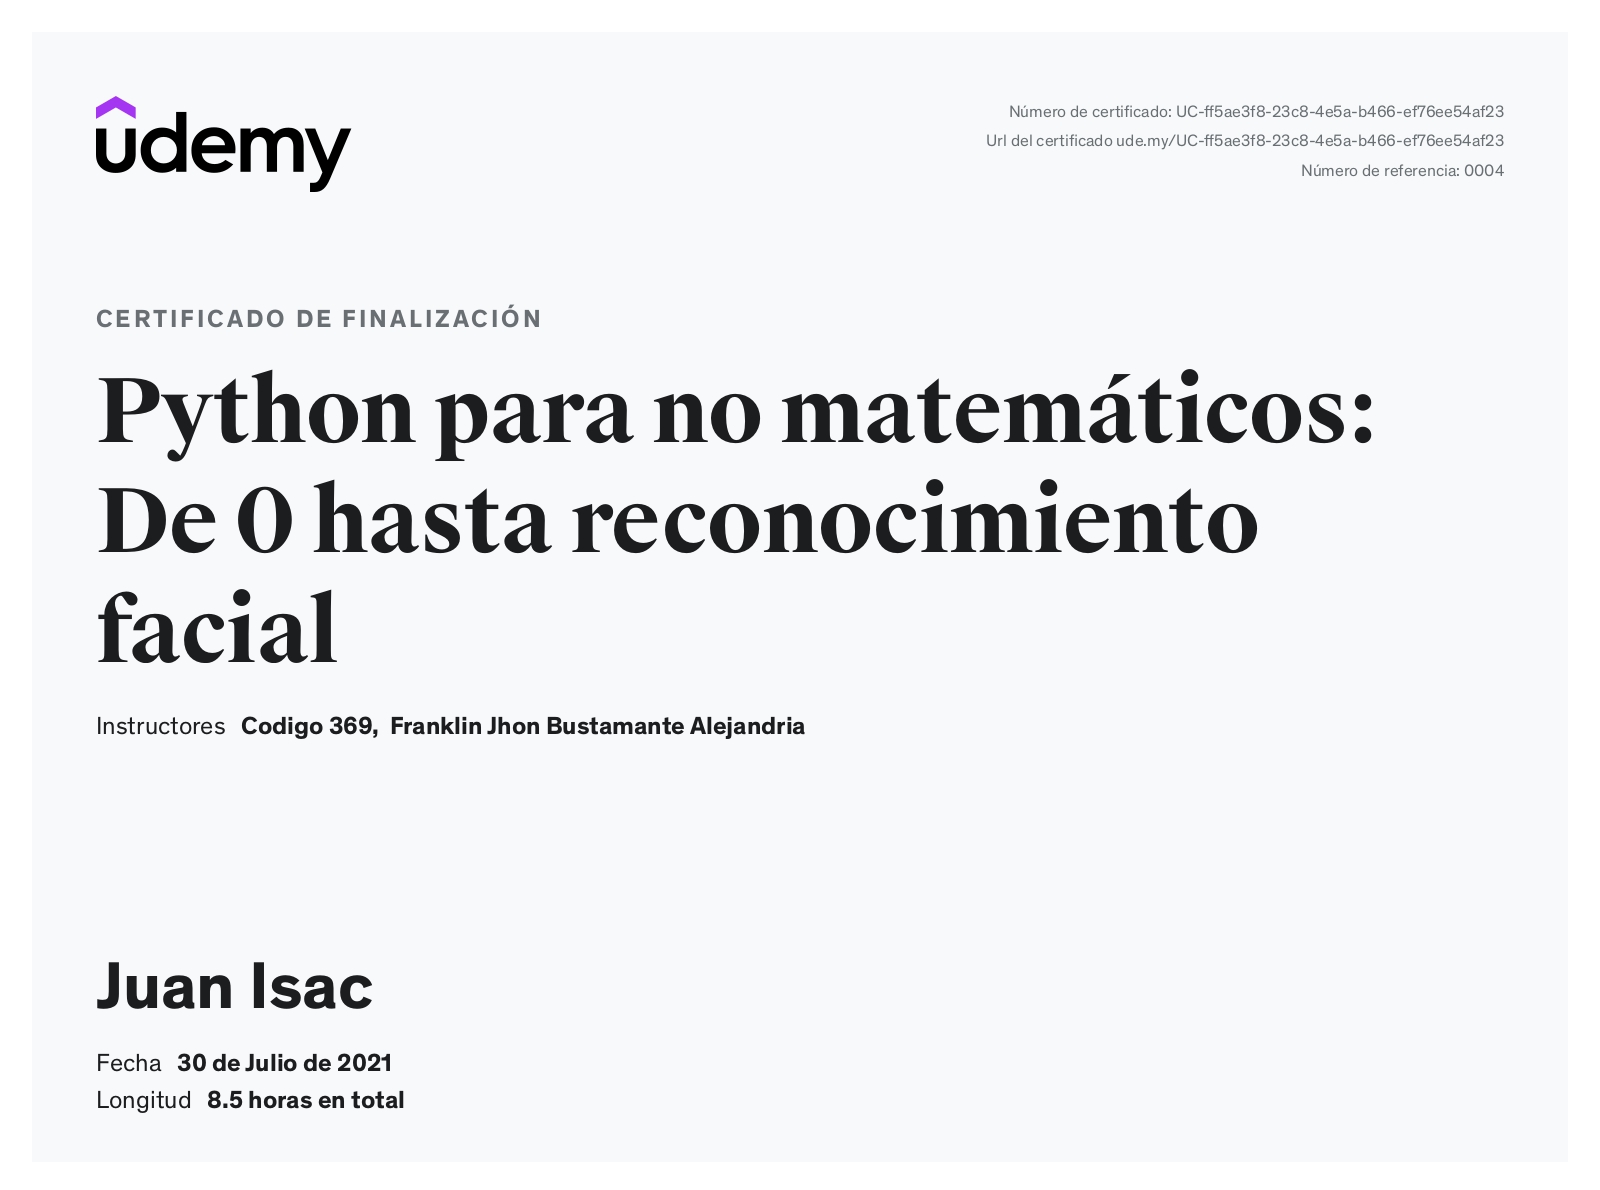 udemy
Número de certificado: UC-ff5ae3f8-23c8-4e5a-b466-ef76ee54af23
Url del certificado ude.my/UC-ff5ae3f8-23c8-4e5a-b466-ef76ee54af23
Número de referencia: 0004
CERTIFICADO DE FINALIZACIÓN
Python para no matemáticos:
De 0 hasta reconocimiento
facial
Instructores Codigo 369, Franklin Jhon Bustamante Alejandria
Juan Isac
Fecha 30 de Julio de 2021
Longitud 8.5 horas en total